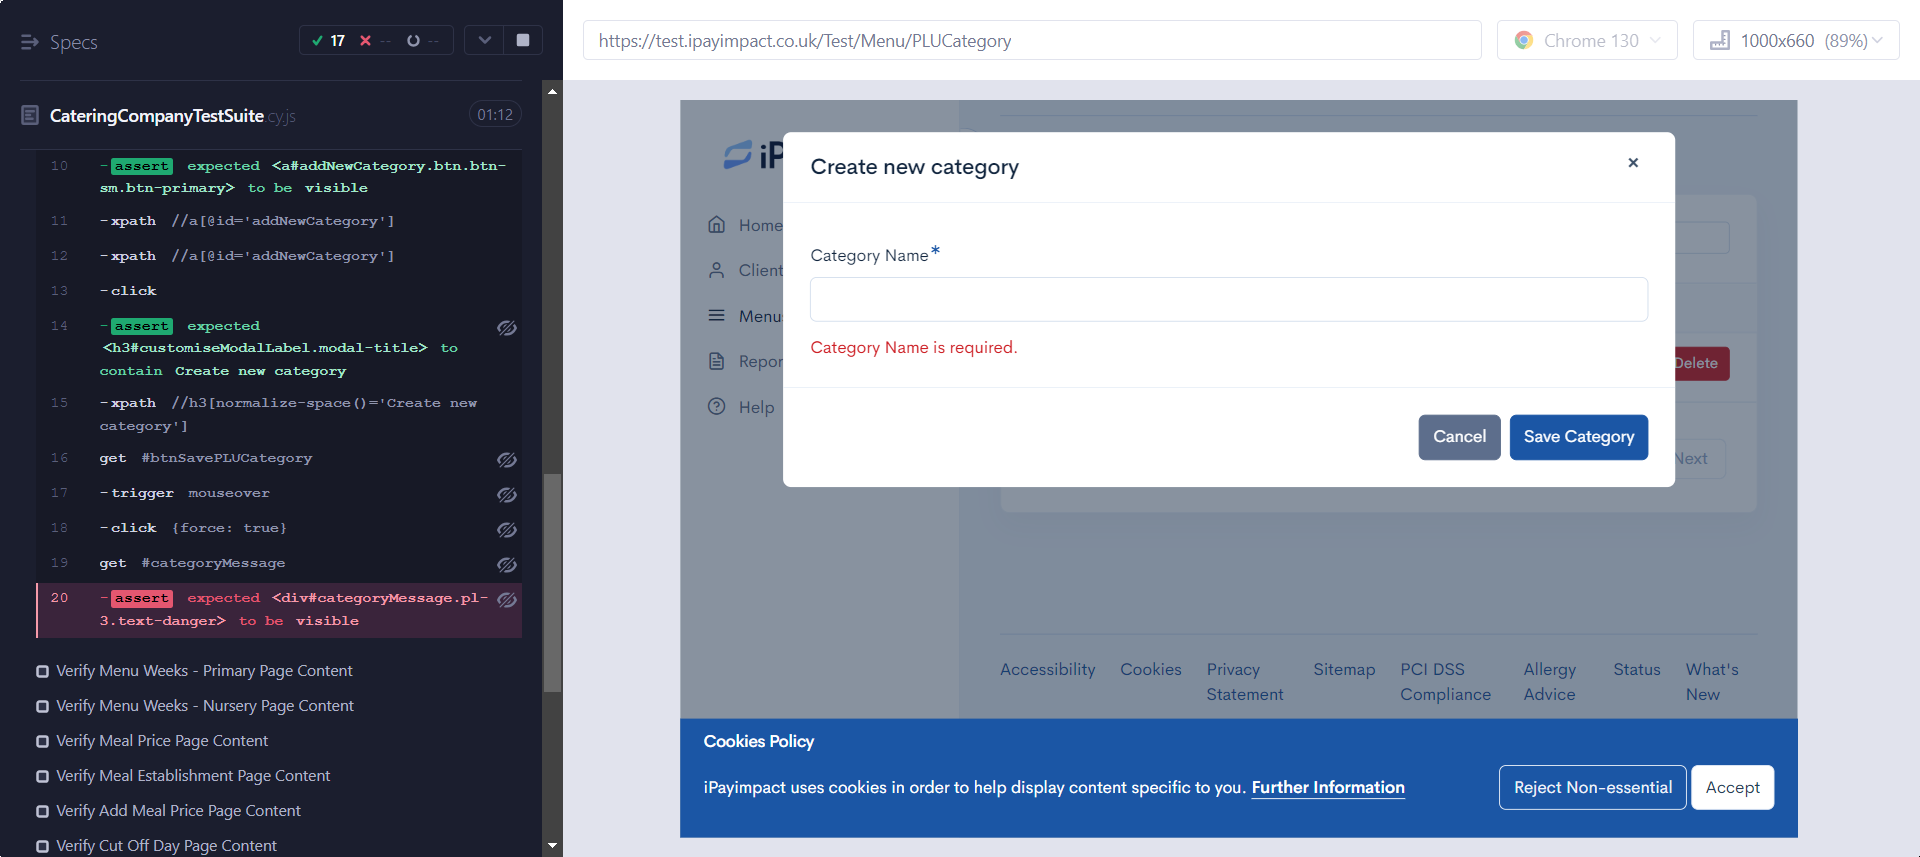 Specs
17
--
--
CateringCompanyTestSuite.cy.js
01:12
10 -assert expected <a#addNewCategory.btn.btn-
sm.btn-primary> to be visible
11 -xpath //a[@id='addNewCategory']
12 -xpath //a[@id='addNewCategory']
13 -click
14 -assert expected
<h3#customiseModalLabel.modal-title> to
contain Create new category
15 -xpath //h3[normalize-space()='Create new
category']
16 get #btnSavePLUCategory
17 -trigger mouseover
18 -click {force: true}
19 get #categoryMessage
20 -assert expected <div#categoryMessage.pl-
3.text-danger> to be visible
Verify Menu Weeks - Primary Page Content
Verify Menu Weeks - Nursery Page Content
Verify Meal Price Page Content
Verify Meal Establishment Page Content
Verify Add Meal Price Page Content
Verify Cut Off Day Page Content
https://test.ipayimpact.co.uk/Test/Menu/PLUCategory
Chrome 130
1000x660 (89%)
iP
Home
Client
Menu
Repor
Help
Create new category
×
Category Name*
Category Name is required.
Cancel
Save Category
Delete
Next
Accessibility
Cookies
Privacy
Statement
Sitemap
PCI DSS
Compliance
Allergy
Advice
Status
What's
New
Cookies Policy
iPayimpact uses cookies in order to help display content specific to you. Further Information
Reject Non-essential
Accept